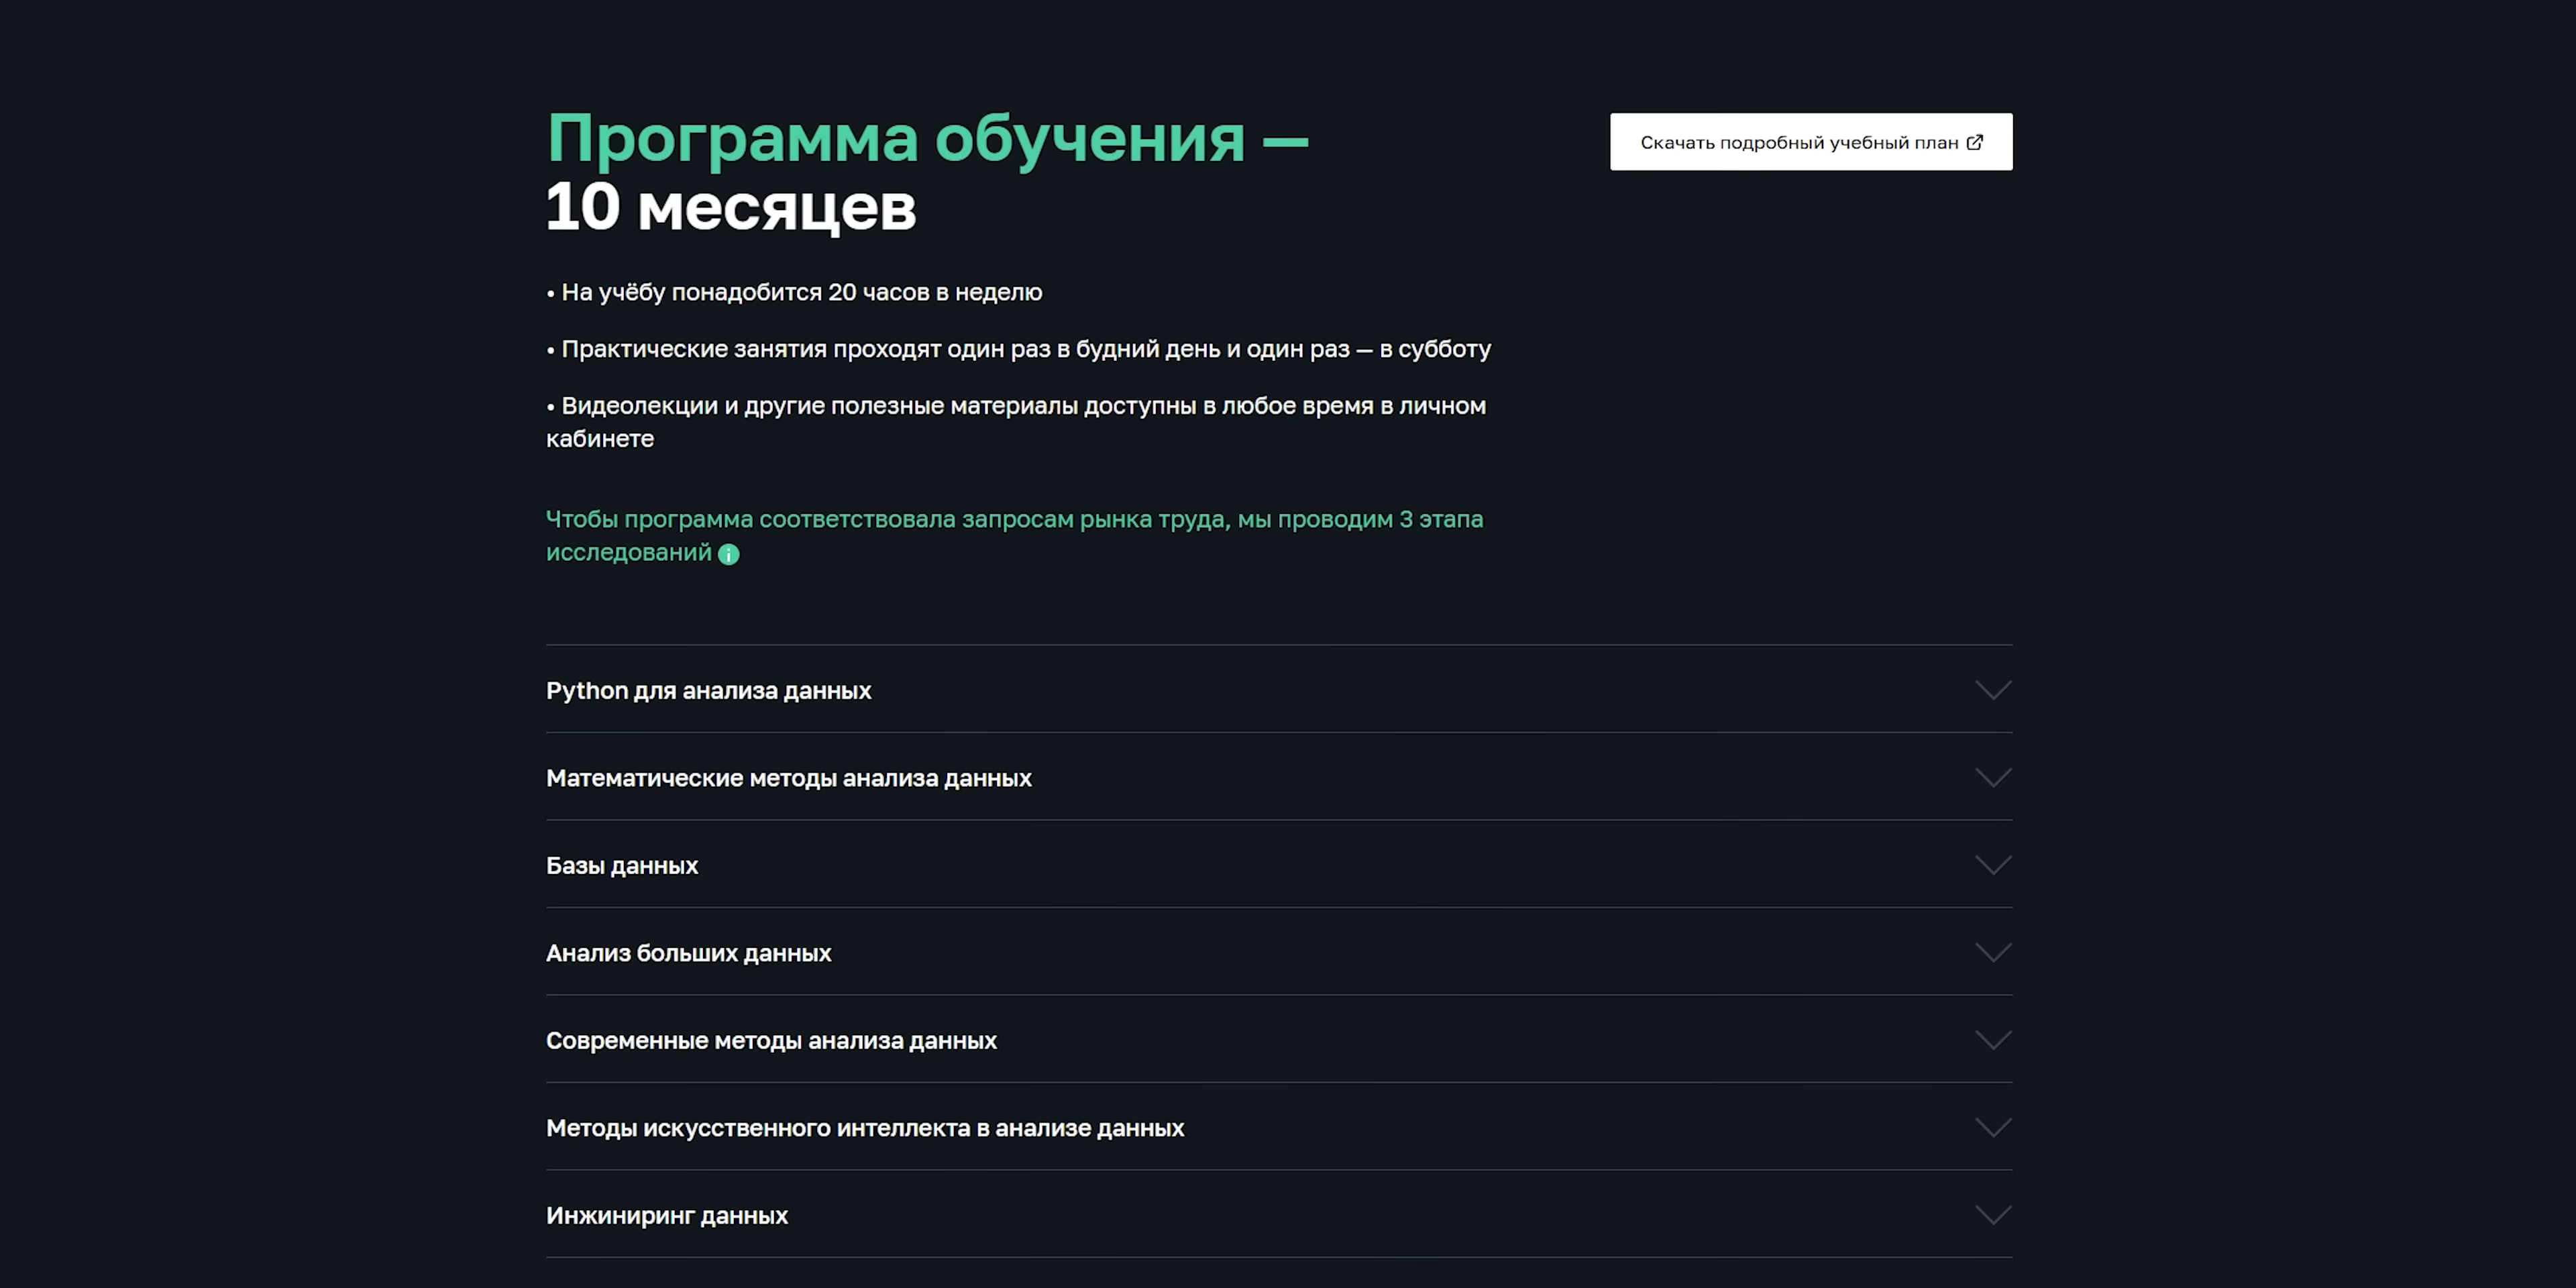 Программа обучения —
10 месяцев
Скачать подробный учебный план
• На учёбу понадобится 20 часов в неделю
• Практические занятия проходят один раз в будний день и один раз — в субботу
• Видеолекции и другие полезные материалы доступны в любое время в личном
кабинете
Чтобы программа соответствовала запросам рынка труда, мы проводим 3 этапа
исследований
Python для анализа данных
Математические методы анализа данных
Базы данных
Анализ больших данных
Современные методы анализа данных
Методы искусственного интеллекта в анализе данных
Инжиниринг данных